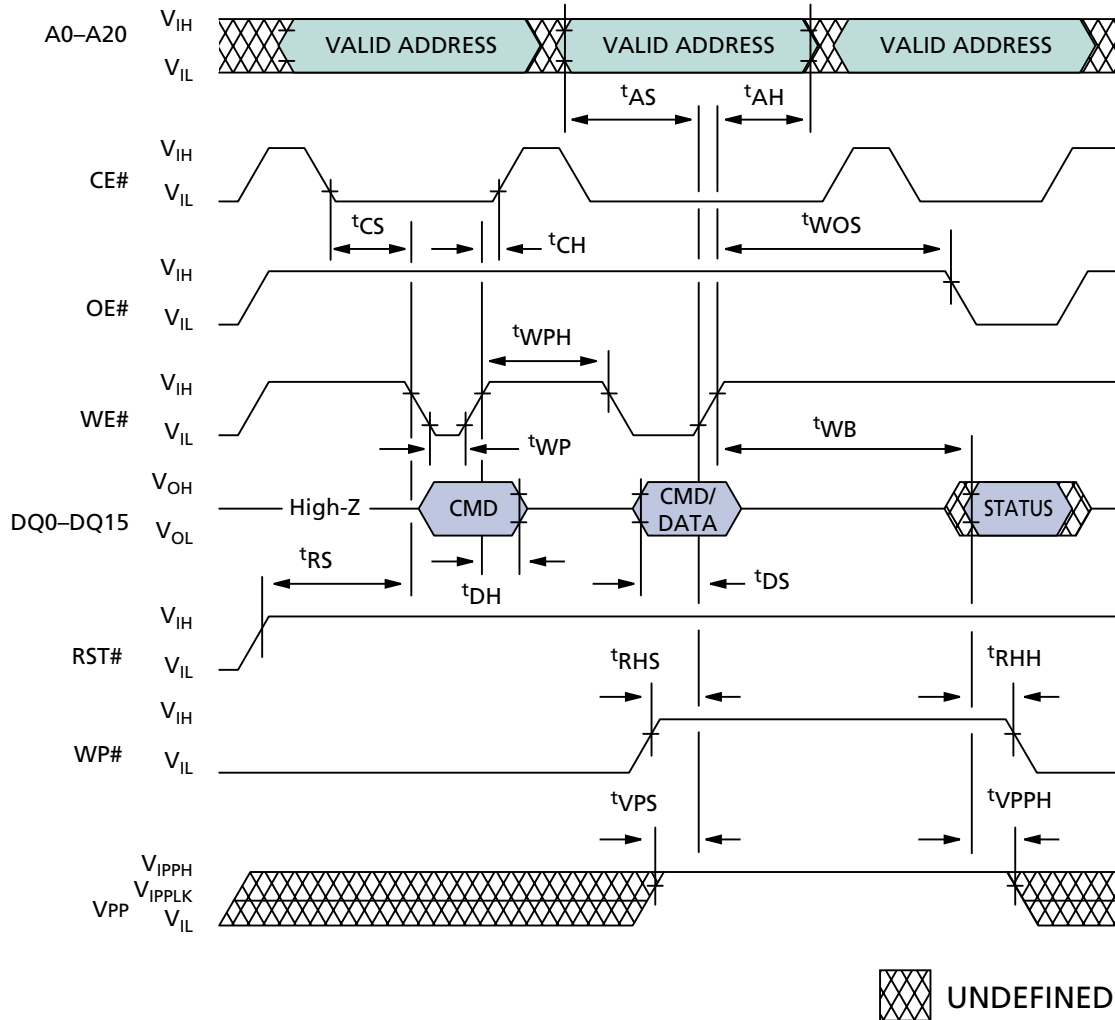 A0–A20
VIH
VIL
VALID ADDRESS
VALID ADDRESS
VALID ADDRESS
tAS
tAH
CE#
VIH
VIL
tCS
tCH
tWOS
OE#
VIH
VIL
tWPH
WE#
VIH
VIL
tWP
tWB
DQ0–DQ15
VOH
VOL
High-Z
CMD
CMD/
DATA
STATUS
tRS
tDH
tDS
RST#
VIH
VIL
tRHS
tRHH
WP#
VIH
VIL
tVPS
tVPPH
VPP
VIPPH
VIPPLK
VIL
UNDEFINED